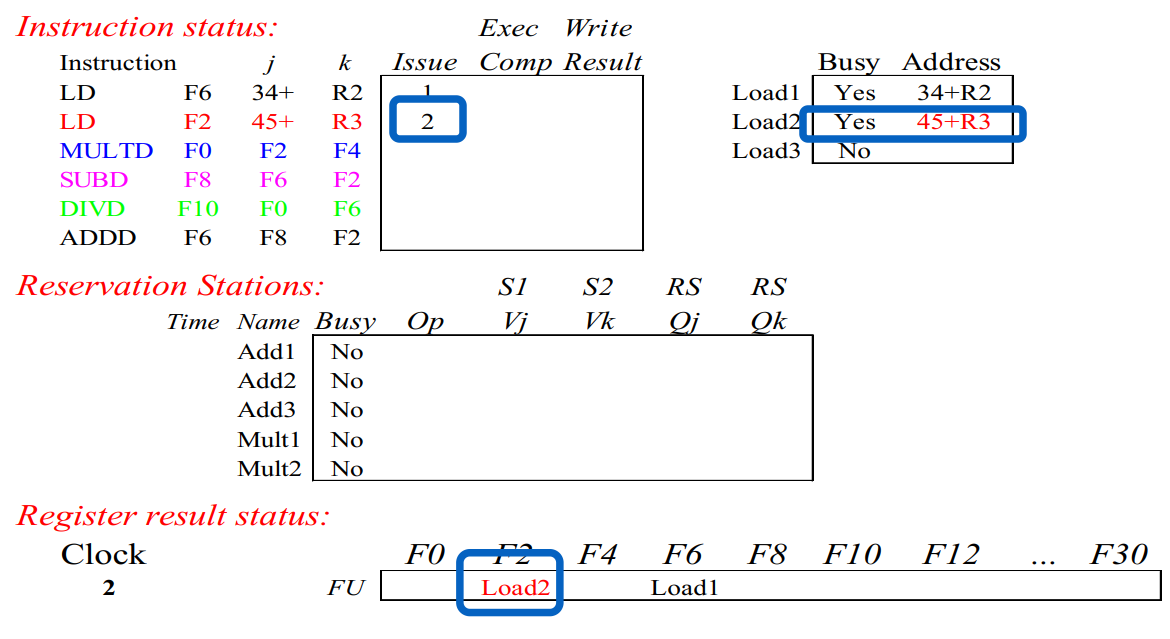 Instruction status: Exec Write
Instruction j k Issue Comp Result Busy Address
LD F6 34+ R2 1 Load1 Yes 34+R2
LD F2 45+ R3 2 Load2 Yes 45+R3
MULTD F0 F2 F4 Load3 No
SUBD F8 F6 F2
DIVD F10 F0 F6
ADDD F6 F8 F2
Reservation Stations: S1 S2 RS RS
Time Name Busy Op Vj Vk Qj Qk
Add1 No
Add2 No
Add3 No
Mult1 No
Mult2 No
Register result status:
Clock F0 F2 F4 F6 F8 F10 F12 ... F30
2 FU Load2 Load1